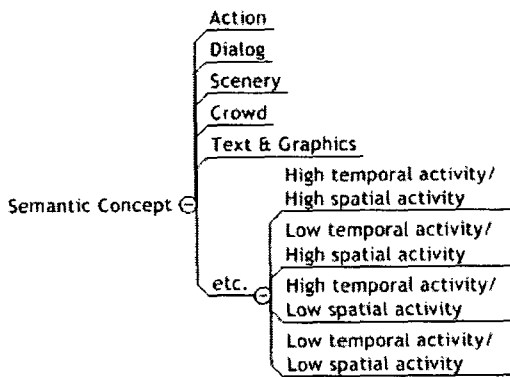 Action
Dialog
Scenery
Crowd
Text & Graphics
Semantic Concept
etc.
High temporal activity/
High spatial activity
Low temporal activity/
High spatial activity
High temporal activity/
Low spatial activity
Low temporal activity/
Low spatial activity